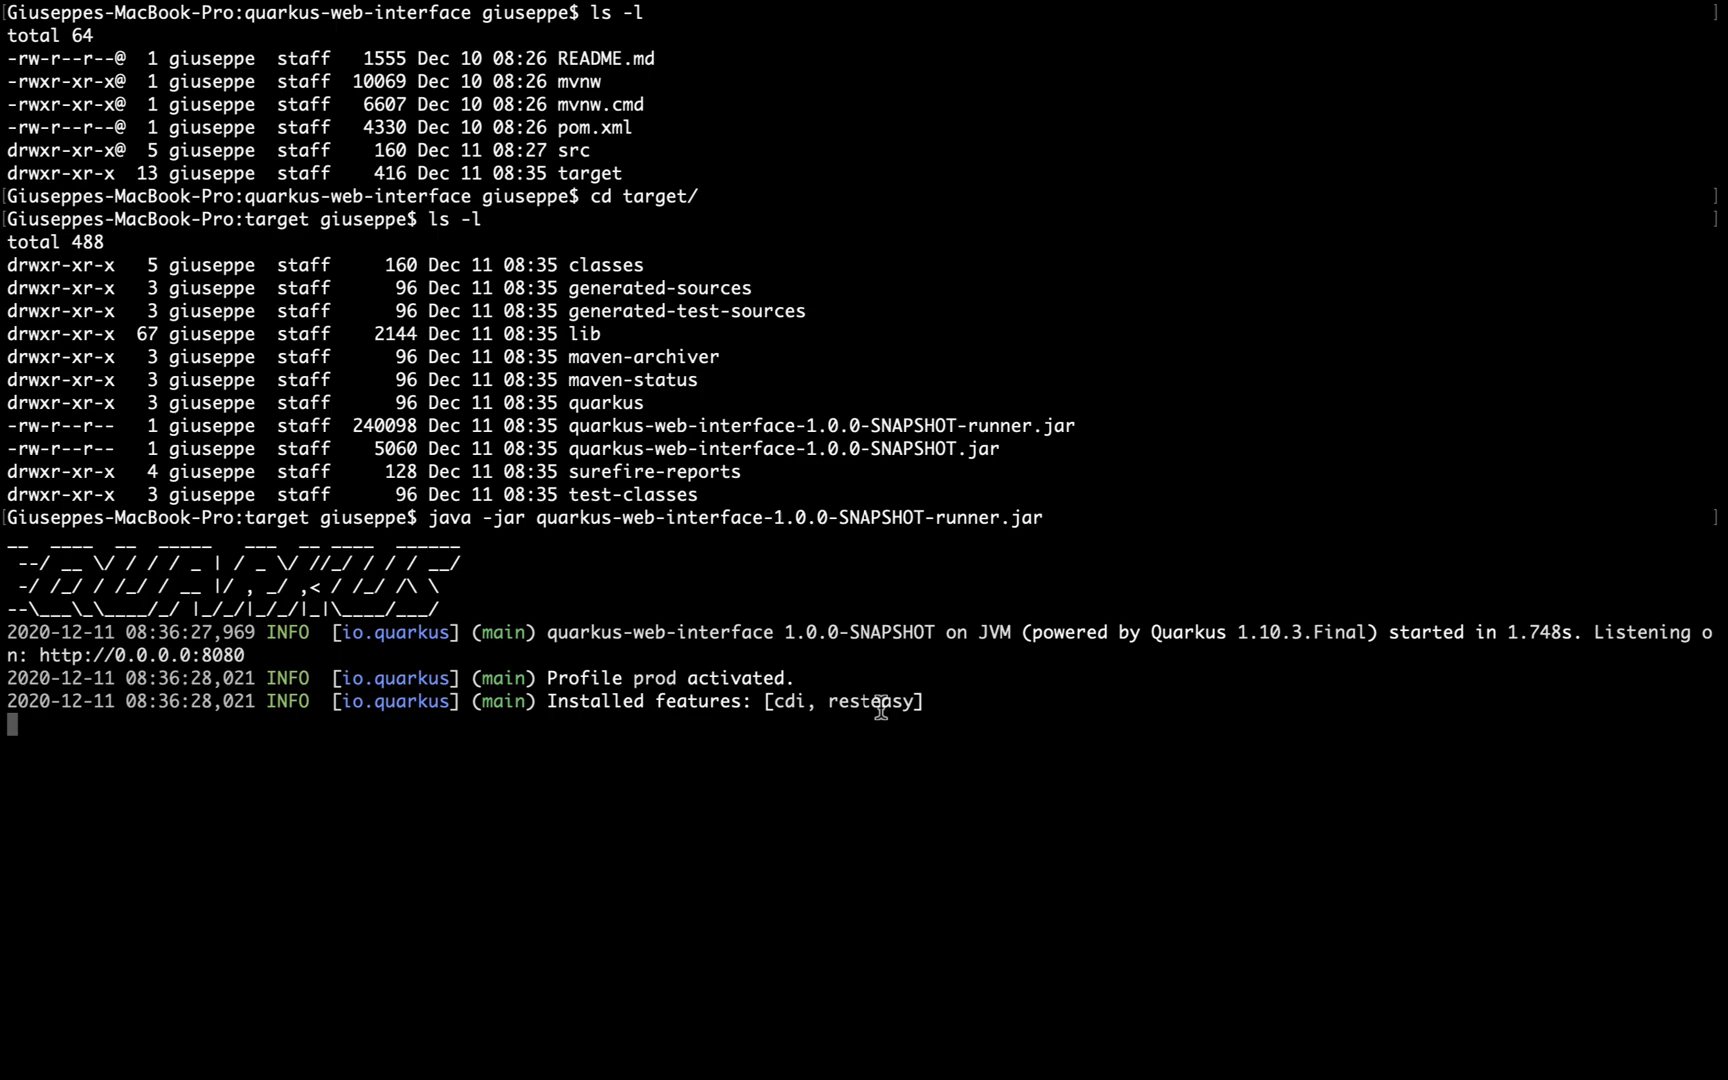 [Giuseppes-MacBook-Pro:quarkus-web-interface giuseppe$ ls -l ]
total 64
-rw-r--r--@  1 giuseppe  staff   1555 Dec 10 08:26 README.md
-rwxr-xr-x@  1 giuseppe  staff  10069 Dec 10 08:26 mvnw
-rwxr-xr-x@  1 giuseppe  staff   6607 Dec 10 08:26 mvnw.cmd
-rw-r--r--@  1 giuseppe  staff   4330 Dec 10 08:26 pom.xml
drwxr-xr-x@  5 giuseppe  staff    160 Dec 11 08:27 src
drwxr-xr-x  13 giuseppe  staff    416 Dec 11 08:35 target
[Giuseppes-MacBook-Pro:quarkus-web-interface giuseppe$ cd target/ ]
[Giuseppes-MacBook-Pro:target giuseppe$ ls -l ]
total 488
drwxr-xr-x   5 giuseppe  staff     160 Dec 11 08:35 classes
drwxr-xr-x   3 giuseppe  staff      96 Dec 11 08:35 generated-sources
drwxr-xr-x   3 giuseppe  staff      96 Dec 11 08:35 generated-test-sources
drwxr-xr-x  67 giuseppe  staff    2144 Dec 11 08:35 lib
drwxr-xr-x   3 giuseppe  staff      96 Dec 11 08:35 maven-archiver
drwxr-xr-x   3 giuseppe  staff      96 Dec 11 08:35 maven-status
drwxr-xr-x   3 giuseppe  staff      96 Dec 11 08:35 quarkus
-rw-r--r--   1 giuseppe  staff  240098 Dec 11 08:35 quarkus-web-interface-1.0.0-SNAPSHOT-runner.jar
-rw-r--r--   1 giuseppe  staff    5060 Dec 11 08:35 quarkus-web-interface-1.0.0-SNAPSHOT.jar
drwxr-xr-x   4 giuseppe  staff     128 Dec 11 08:35 surefire-reports
drwxr-xr-x   3 giuseppe  staff      96 Dec 11 08:35 test-classes
[Giuseppes-MacBook-Pro:target giuseppe$ java -jar quarkus-web-interface-1.0.0-SNAPSHOT-runner.jar ]
__  ____  __  _____   ___  __ ____  ______
 --/ __ \/ / / / _ | / _ \/ //_/ / / / __/
 -/ /_/ / /_/ / __ |/ , _/ ,< / /_/ /\ \
--\___\_\____/_/ |_/_/|_/_/|_|\____/___/
2020-12-11 08:36:27,969 INFO  [io.quarkus] (main) quarkus-web-interface 1.0.0-SNAPSHOT on JVM (powered by Quarkus 1.10.3.Final) started in 1.748s. Listening o
n: http://0.0.0.0:8080
2020-12-11 08:36:28,021 INFO  [io.quarkus] (main) Profile prod activated.
2020-12-11 08:36:28,021 INFO  [io.quarkus] (main) Installed features: [cdi, resteasy]